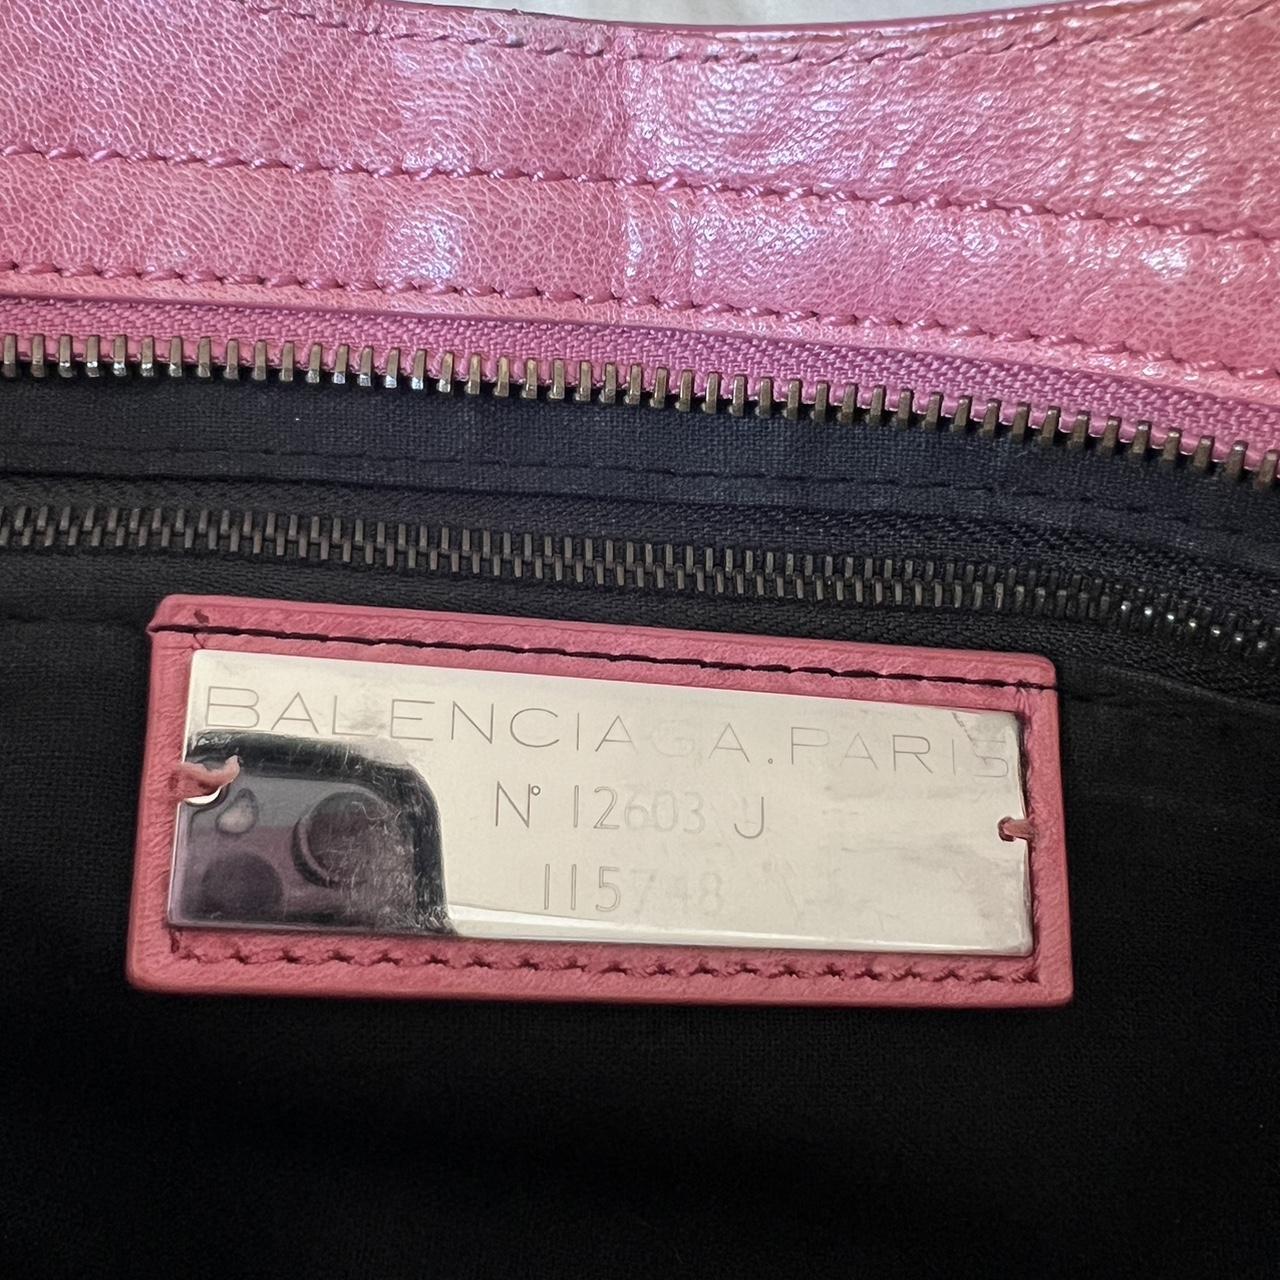 BALENCIAGA.PARIS
N° 12603 J
115748